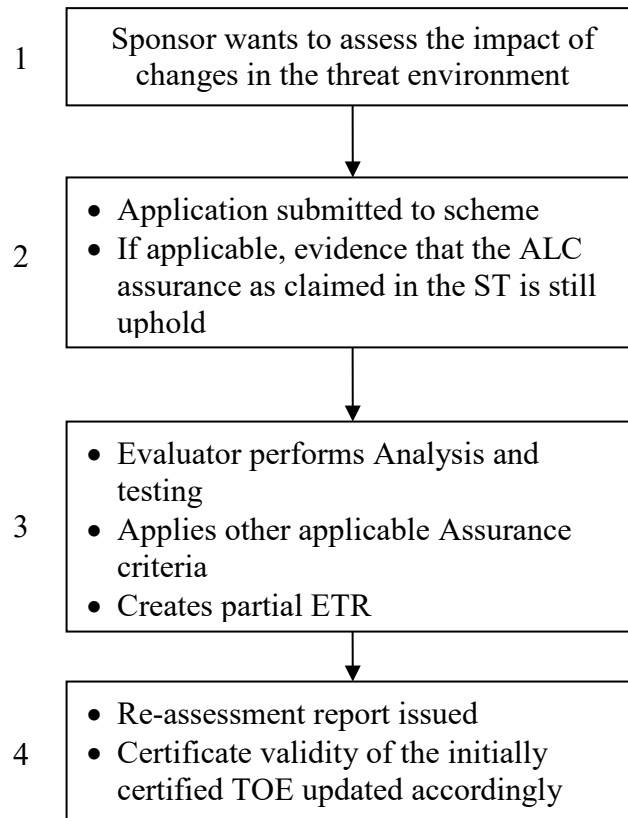 1
Sponsor wants to assess the impact of
changes in the threat environment
2
• Application submitted to scheme
• If applicable, evidence that the ALC
assurance as claimed in the ST is still
uphold
3
• Evaluator performs Analysis and
testing
• Applies other applicable Assurance
criteria
• Creates partial ETR
4
• Re-assessment report issued
• Certificate validity of the initially
certified TOE updated accordingly